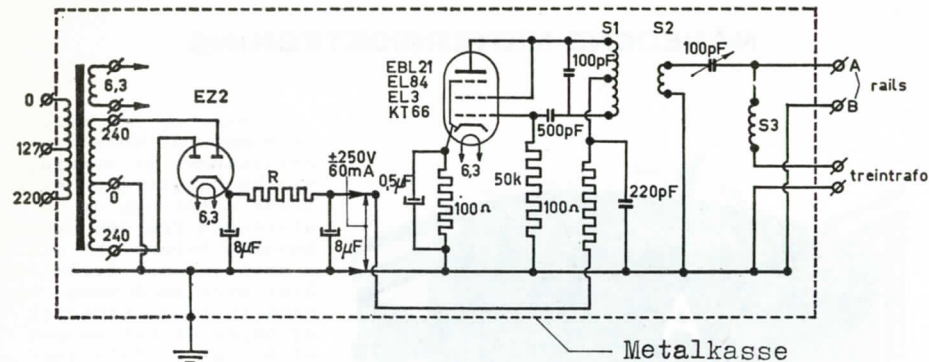 0
127
220
6,3
240
0
240
EZ2
6,3
R
8µF
8µF
±250V
60mA
0,5µF
EBL21
EL84
EL3
KT66
6,3
100Ω
50k
500pF
100pF
100Ω
220pF
S1
S2
100pF
S3
A
B
rails
treintrafo
Metalkasse